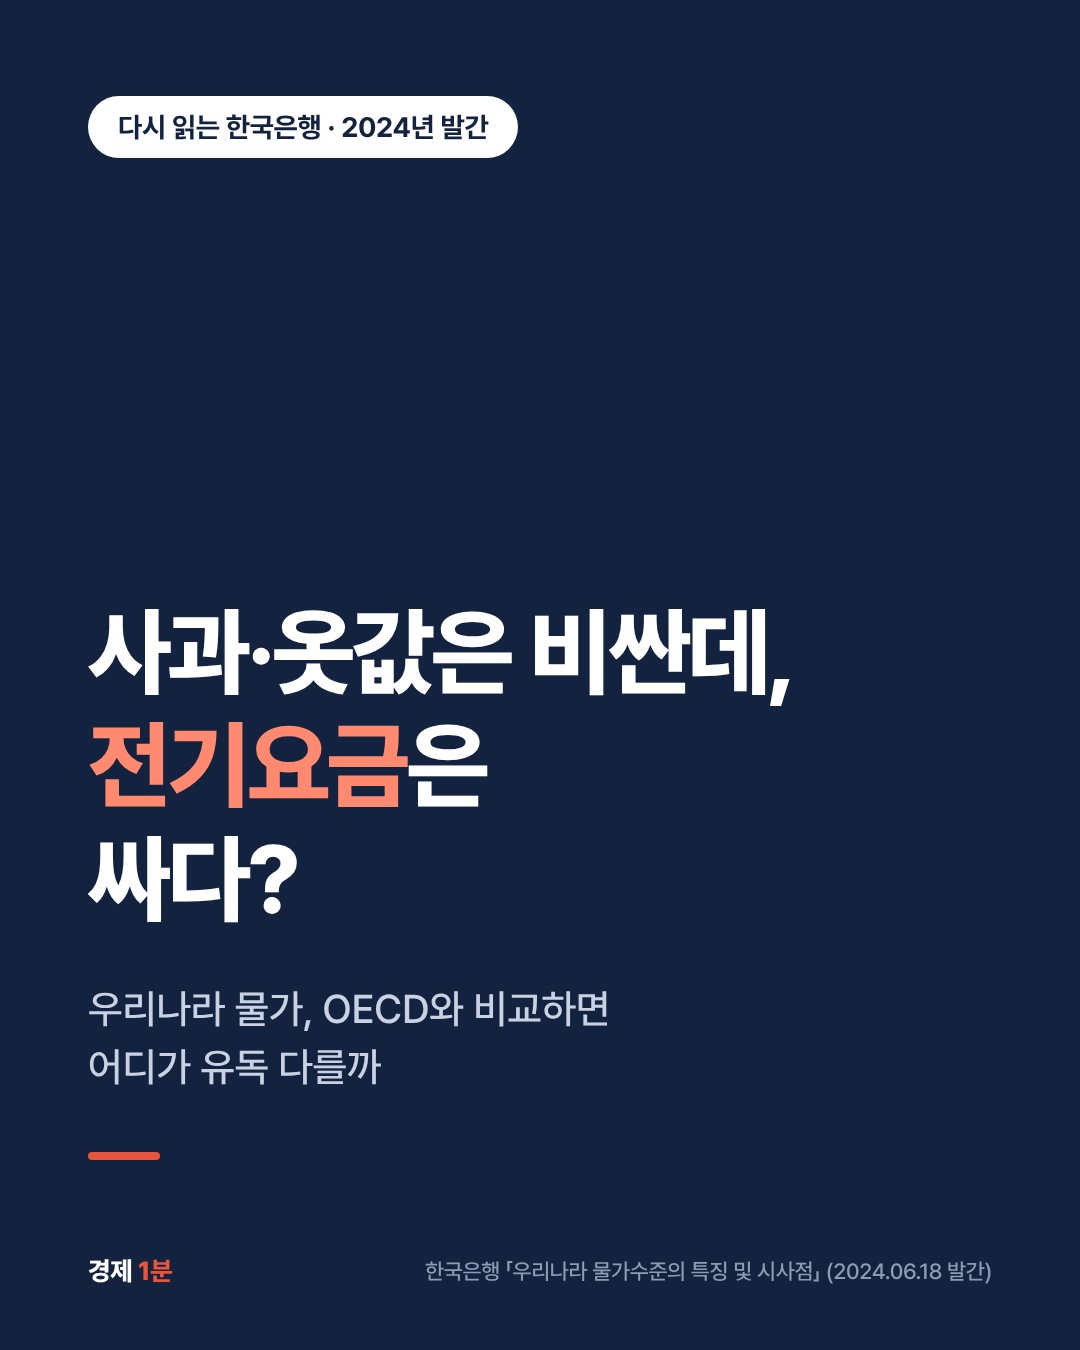 다시 읽는 한국은행 · 2024년 발간
사과·옷값은 비싼데,
전기요금은
싸다?
우리나라 물가, OECD와 비교하면
어디가 유독 다를까
경제 1분
한국은행 「우리나라 물가수준의 특징 및 시사점」 (2024.06.18 발간)